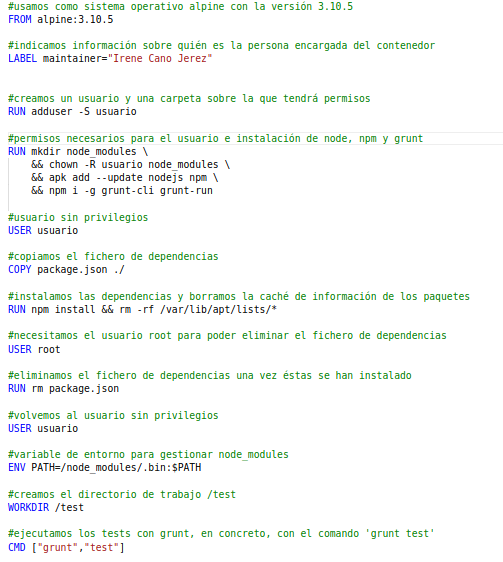 #usamos como sistema operativo alpine con la versión 3.10.5
FROM alpine:3.10.5
#indicamos información sobre quién es la persona encargada del contenedor
LABEL maintainer="Irene Cano Jerez"
#creamos un usuario y una carpeta sobre la que tendrá permisos
RUN adduser -S usuario
#permisos necesarios para el usuario e instalación de node, npm y grunt
RUN mkdir node_modules \
    && chown -R usuario node_modules \
    && apk add --update nodejs npm \
    && npm i -g grunt-cli grunt-run
#usuario sin privilegios
USER usuario
#copiamos el fichero de dependencias
COPY package.json ./
#instalamos las dependencias y borramos la caché de información de los paquetes
RUN npm install && rm -rf /var/lib/apt/lists/*
#necesitamos el usuario root para poder eliminar el fichero de dependencias
USER root
#eliminamos el fichero de dependencias una vez éstas se han instalado
RUN rm package.json
#volvemos al usuario sin privilegios
USER usuario
#variable de entorno para gestionar node_modules
ENV PATH=/node_modules/.bin:$PATH
#creamos el directorio de trabajo /test
WORKDIR /test
#ejecutamos los tests con grunt, en concreto, con el comando 'grunt test'
CMD ["grunt","test"]